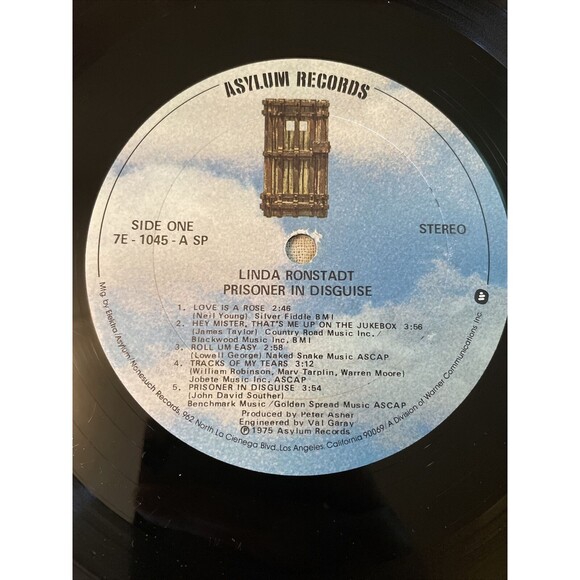 ASYLUM RECORDS
SIDE ONE
7E - 1045 - A SP
STEREO
LINDA RONSTADT
PRISONER IN DISGUISE
1. LOVE IS A ROSE 2:46
(Neil Young) Silver Fiddle BMI
2. HEY MISTER, THAT'S ME UP ON THE JUKEBOX 3:56
(James Taylor) Country Road Music Inc./
Blackwood Music Inc, BMI
3. ROLL UM EASY 2:58
(Lowell George) Naked Snake Music ASCAP
4. TRACKS OF MY TEARS 3:12
(William Robinson, Marv Tarplin, Warren Moore)
Jobete Music Inc. ASCAP
5. PRISONER IN DISGUISE 3:54
(John David Souther)
Benchmark Music/Golden Spread Music ASCAP
Produced by Peter Asher
Engineered by Val Garay
℗1975 Asylum Records
Mfg. by Elektra/Asylum/Nonesuch Records, 962 North La Cienega Blvd., Los Angeles, California 90069/A Division of Warner Communications Inc.